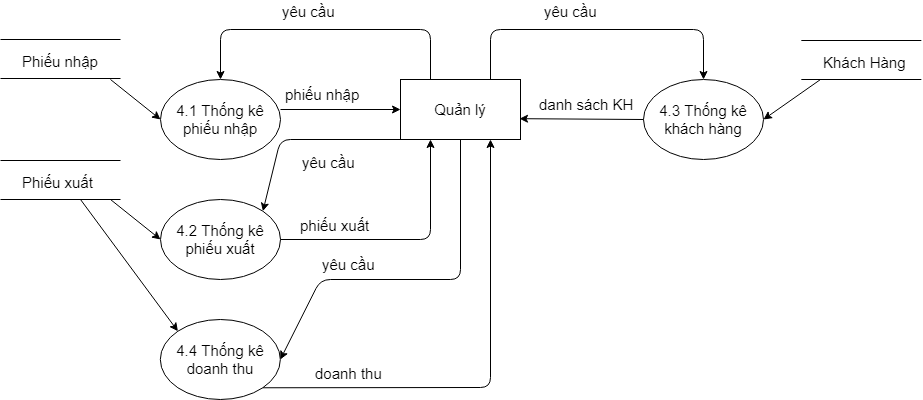 yêu cầu
yêu cầu
Phiếu nhập
Khách Hàng
4.1 Thống kê
phiếu nhập
phiếu nhập
Quản lý
danh sách KH
4.3 Thống kê
khách hàng
yêu cầu
Phiếu xuất
4.2 Thống kê
phiếu xuất
phiếu xuất
yêu cầu
4.4 Thống kê
doanh thu
doanh thu